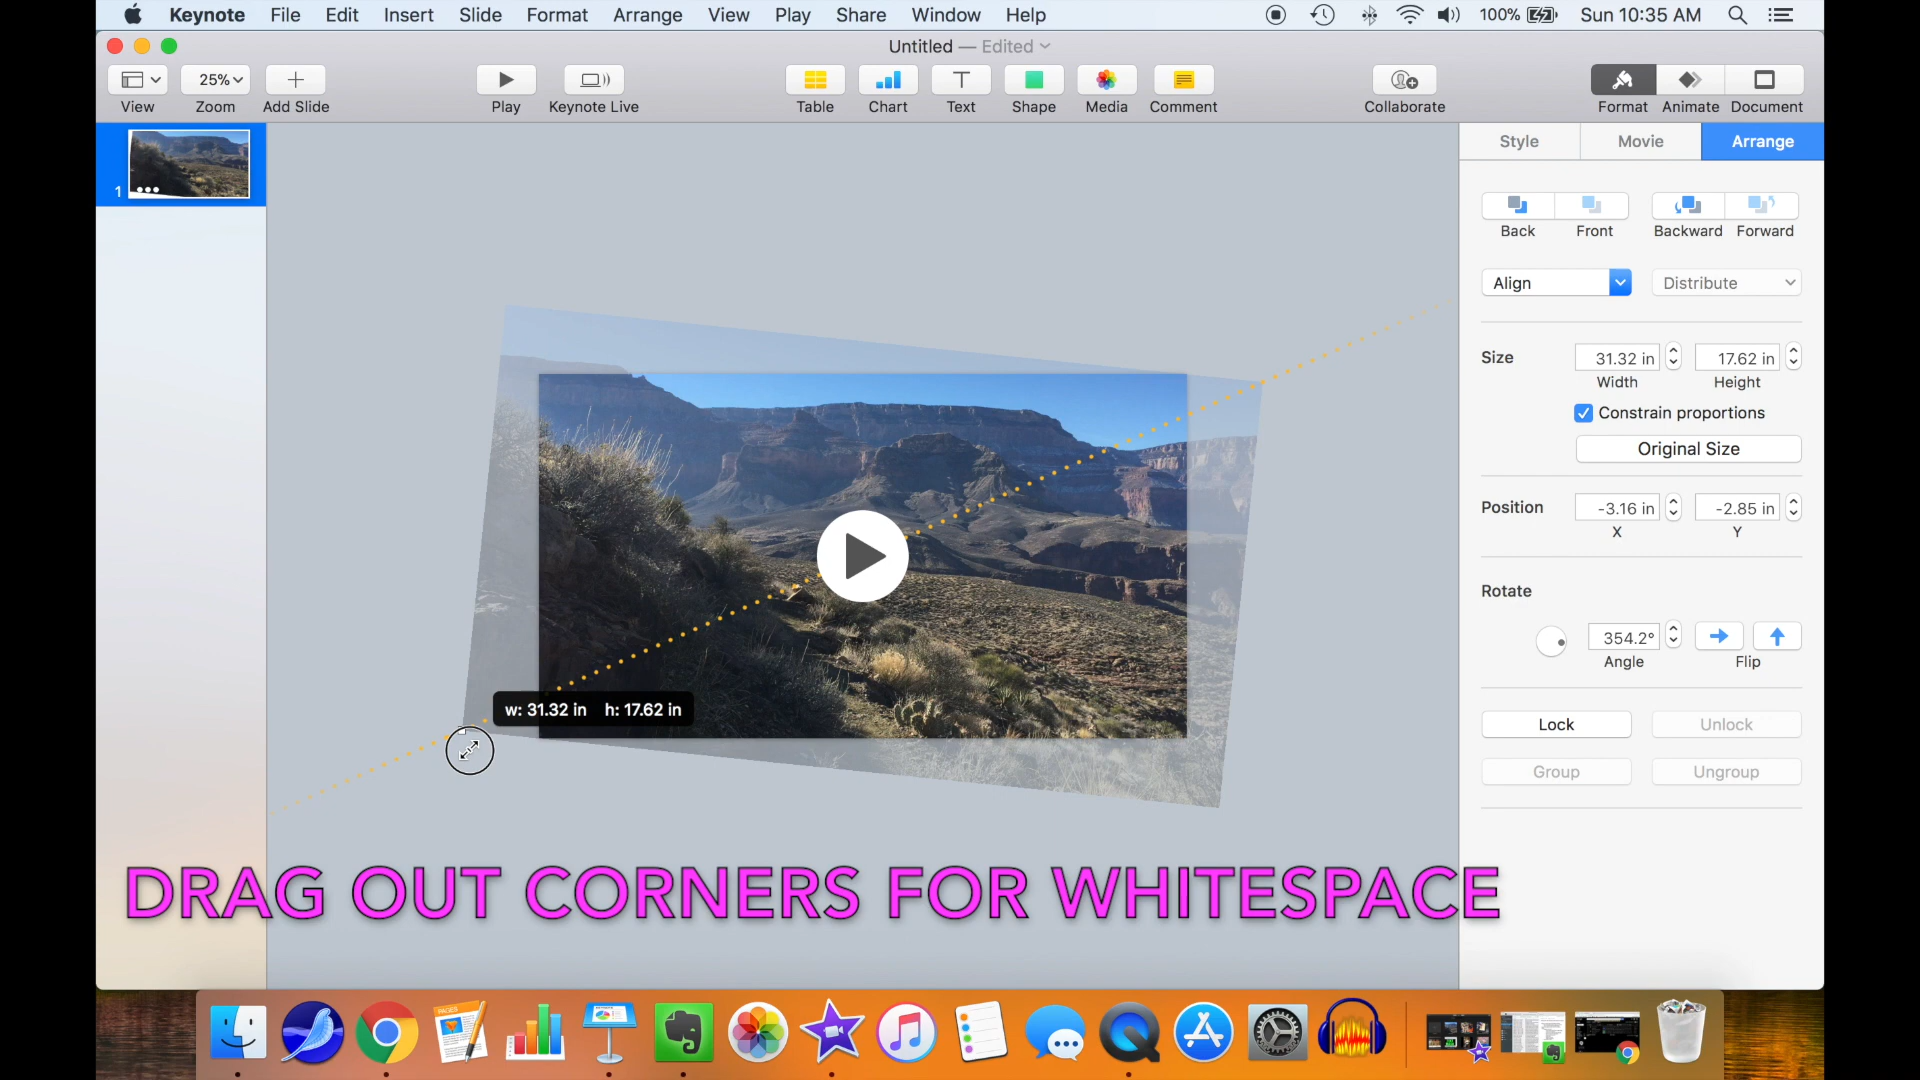 Keynote File Edit Insert Slide Format Arrange View Play Share Window Help 100% Sun 10:35 AM
Untitled — Edited
25%
View Zoom Add Slide Play Keynote Live Table Chart Text Shape Media Comment Collaborate Format Animate Document
Style Movie Arrange
1
Back Front Backward Forward
Align Distribute
Size 31.32 in 17.62 in
Width Height
Constrain proportions
Original Size
Position -3.16 in -2.85 in
X Y
Rotate
354.2°
Angle Flip
w: 31.32 in h: 17.62 in
Lock Unlock
Group Ungroup
DRAG OUT CORNERS FOR WHITESPACE
PAGES